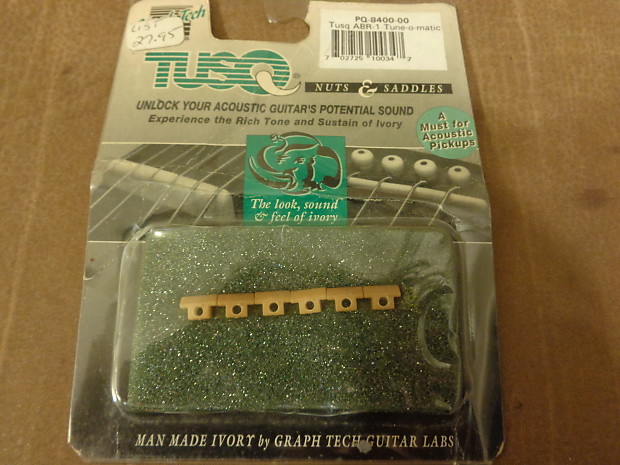 Graph Tech
LIST
27.95
PQ-8400-00
Tusq ABR-1 Tune-o-matic
7 02725 10034 7
TUSQ
NUTS & SADDLES
UNLOCK YOUR ACOUSTIC GUITAR'S POTENTIAL SOUND
Experience the Rich Tone and Sustain of Ivory
A
Must for
Acoustic
Pickups
The look, sound
& feel of ivory
MAN MADE IVORY by GRAPH TECH GUITAR LABS